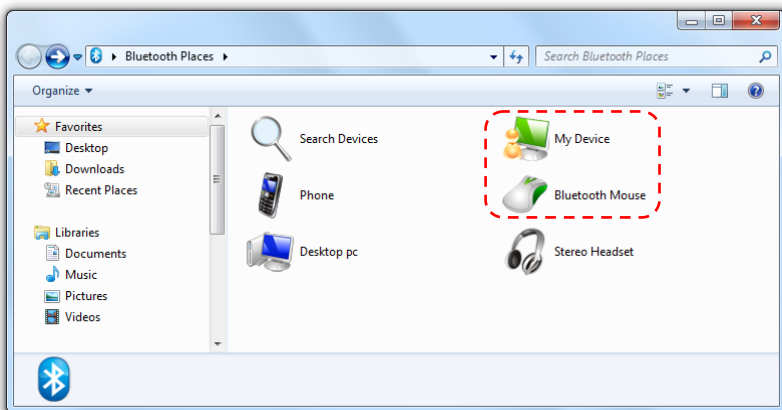 Bluetooth Places
Search Bluetooth Places
Organize
Favorites
Desktop
Downloads
Recent Places
Libraries
Documents
Music
Pictures
Videos
Search Devices
My Device
Phone
Bluetooth Mouse
Desktop pc
Stereo Headset